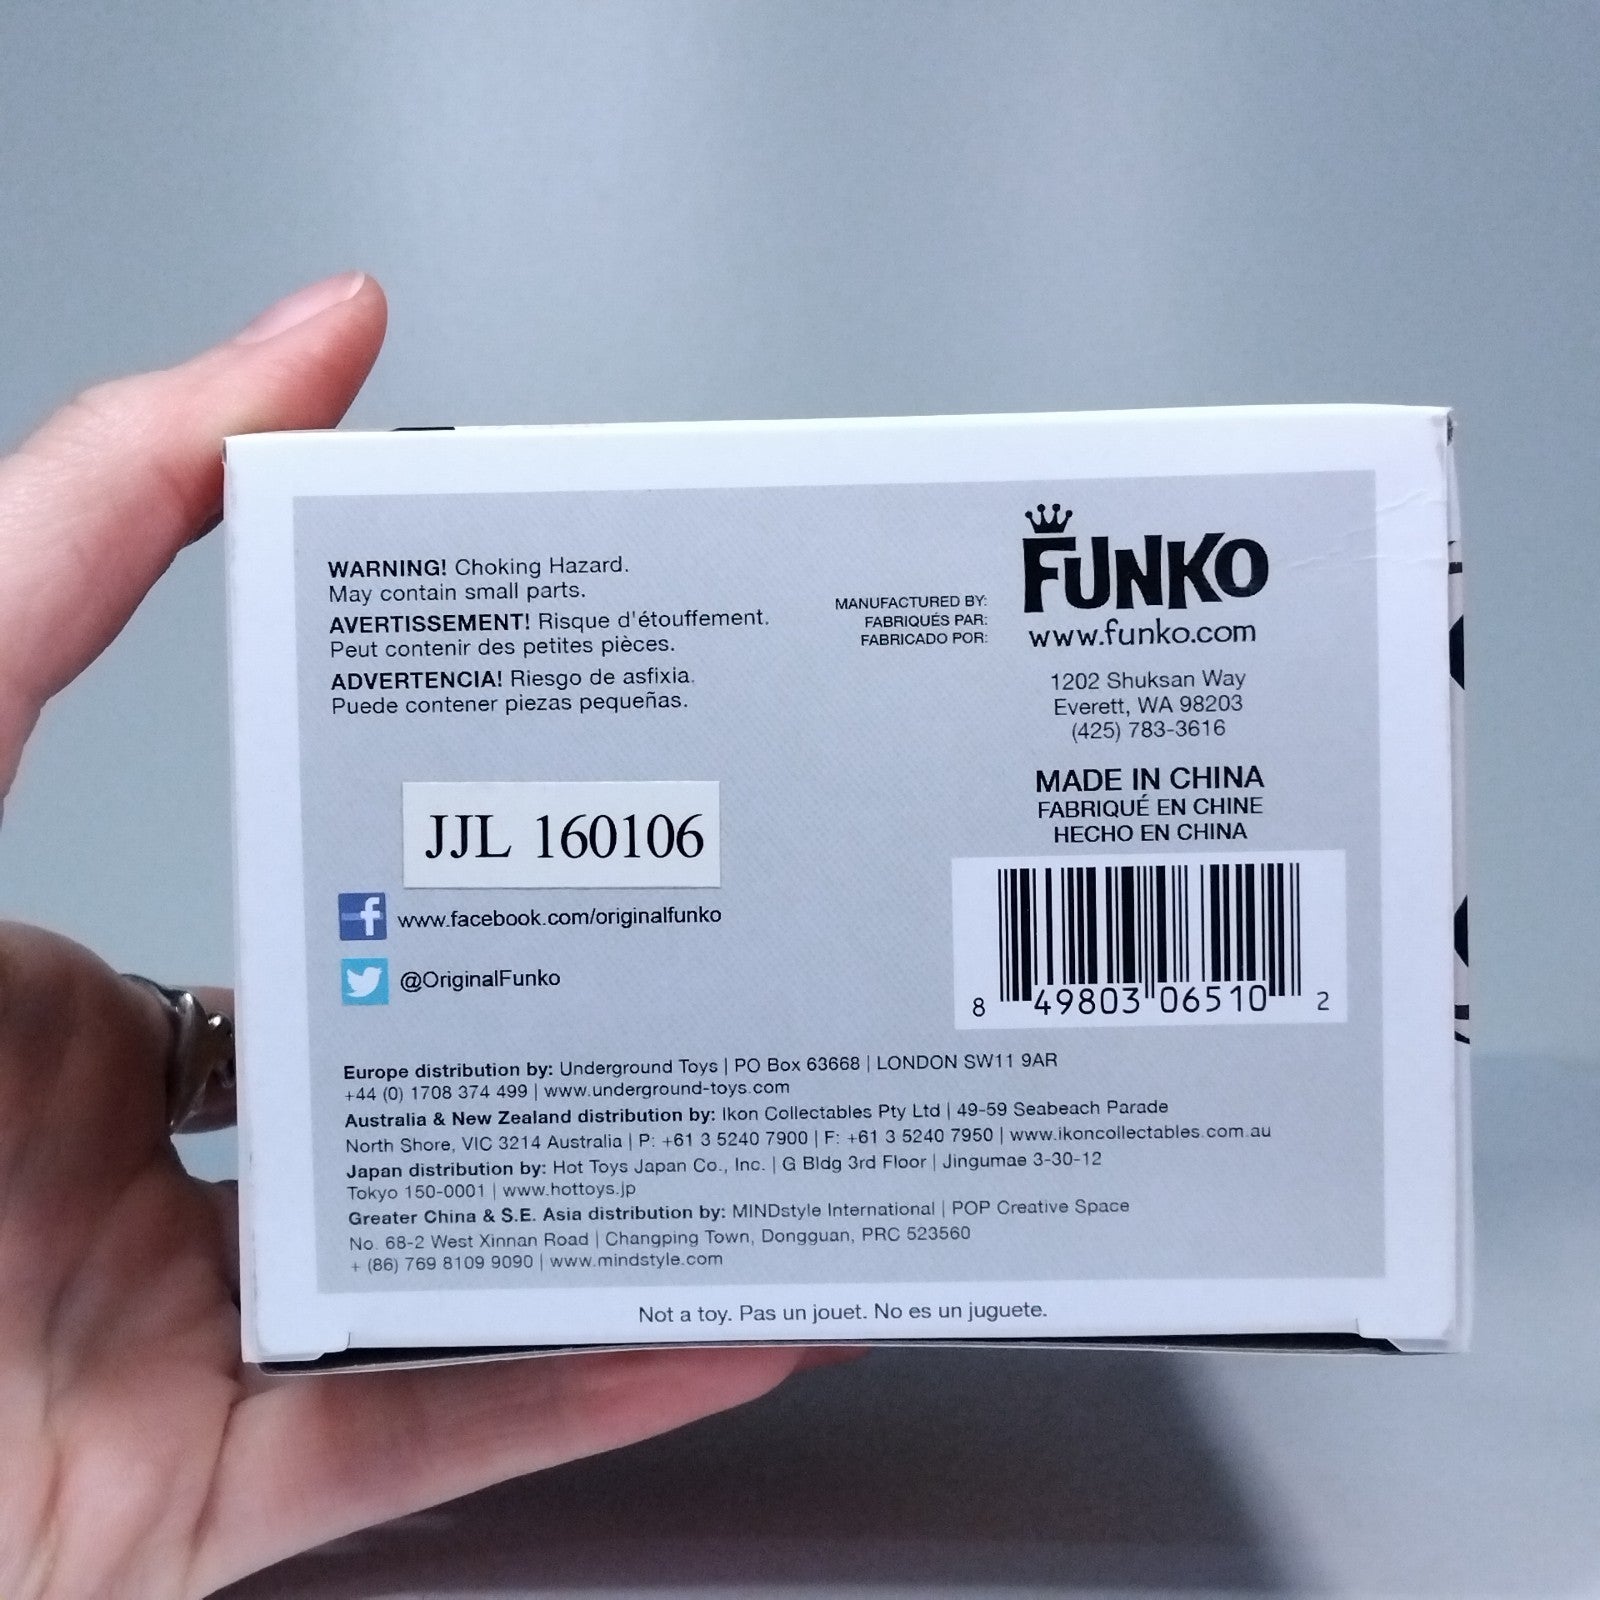 WARNING! Choking Hazard.
May contain small parts.
AVERTISSEMENT! Risque d'étouffement.
Peut contenir des petites pièces.
ADVERTENCIA! Riesgo de asfixia.
Puede contener piezas pequeñas.
MANUFACTURED BY:
FABRIQUÉS PAR:
FABRICADO POR:
FUNKO
www.funko.com
1202 Shuksan Way
Everett, WA 98203
(425) 783-3616
MADE IN CHINA
FABRIQUÉ EN CHINE
HECHO EN CHINA
JJL 160106
f www.facebook.com/originalfunko
@OriginalFunko
8 49803 06510 2
Europe distribution by: Underground Toys | PO Box 63668 | LONDON SW11 9AR
+44 (0) 1708 374 499 | www.underground-toys.com
Australia & New Zealand distribution by: Ikon Collectables Pty Ltd | 49-59 Seabeach Parade
North Shore, VIC 3214 Australia | P: +61 3 5240 7900 | F: +61 3 5240 7950 | www.ikoncollectables.com.au
Japan distribution by: Hot Toys Japan Co., Inc. | G Bldg 3rd Floor | Jingumae 3-30-12
Tokyo 150-0001 | www.hottoys.jp
Greater China & S.E. Asia distribution by: MINDstyle International | POP Creative Space
No. 68-2 West Xinnan Road | Changping Town, Dongguan, PRC 523560
+ (86) 769 8109 9090 | www.mindstyle.com
Not a toy. Pas un jouet. No es un juguete.